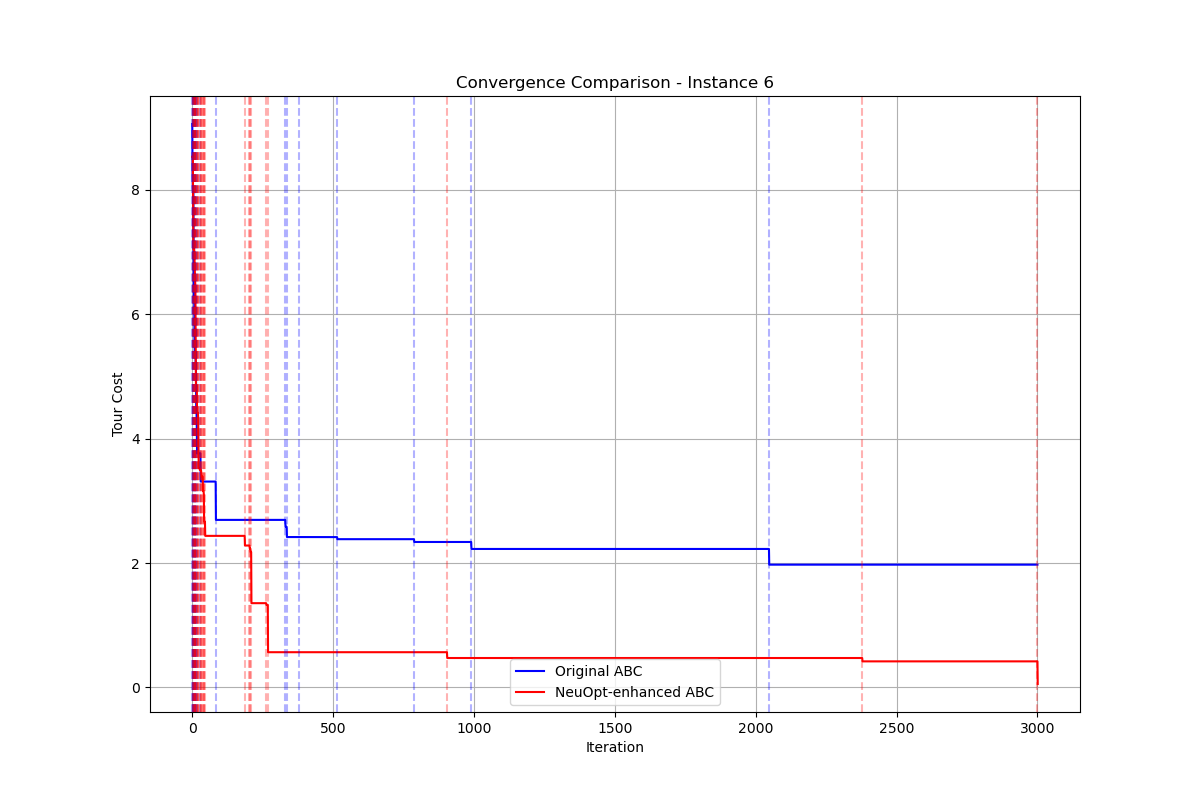 Convergence Comparison - Instance 6
Tour Cost
8
6
4
2
0
Original ABC
NeuOpt-enhanced ABC
0 500 1000 1500 2000 2500 3000
Iteration